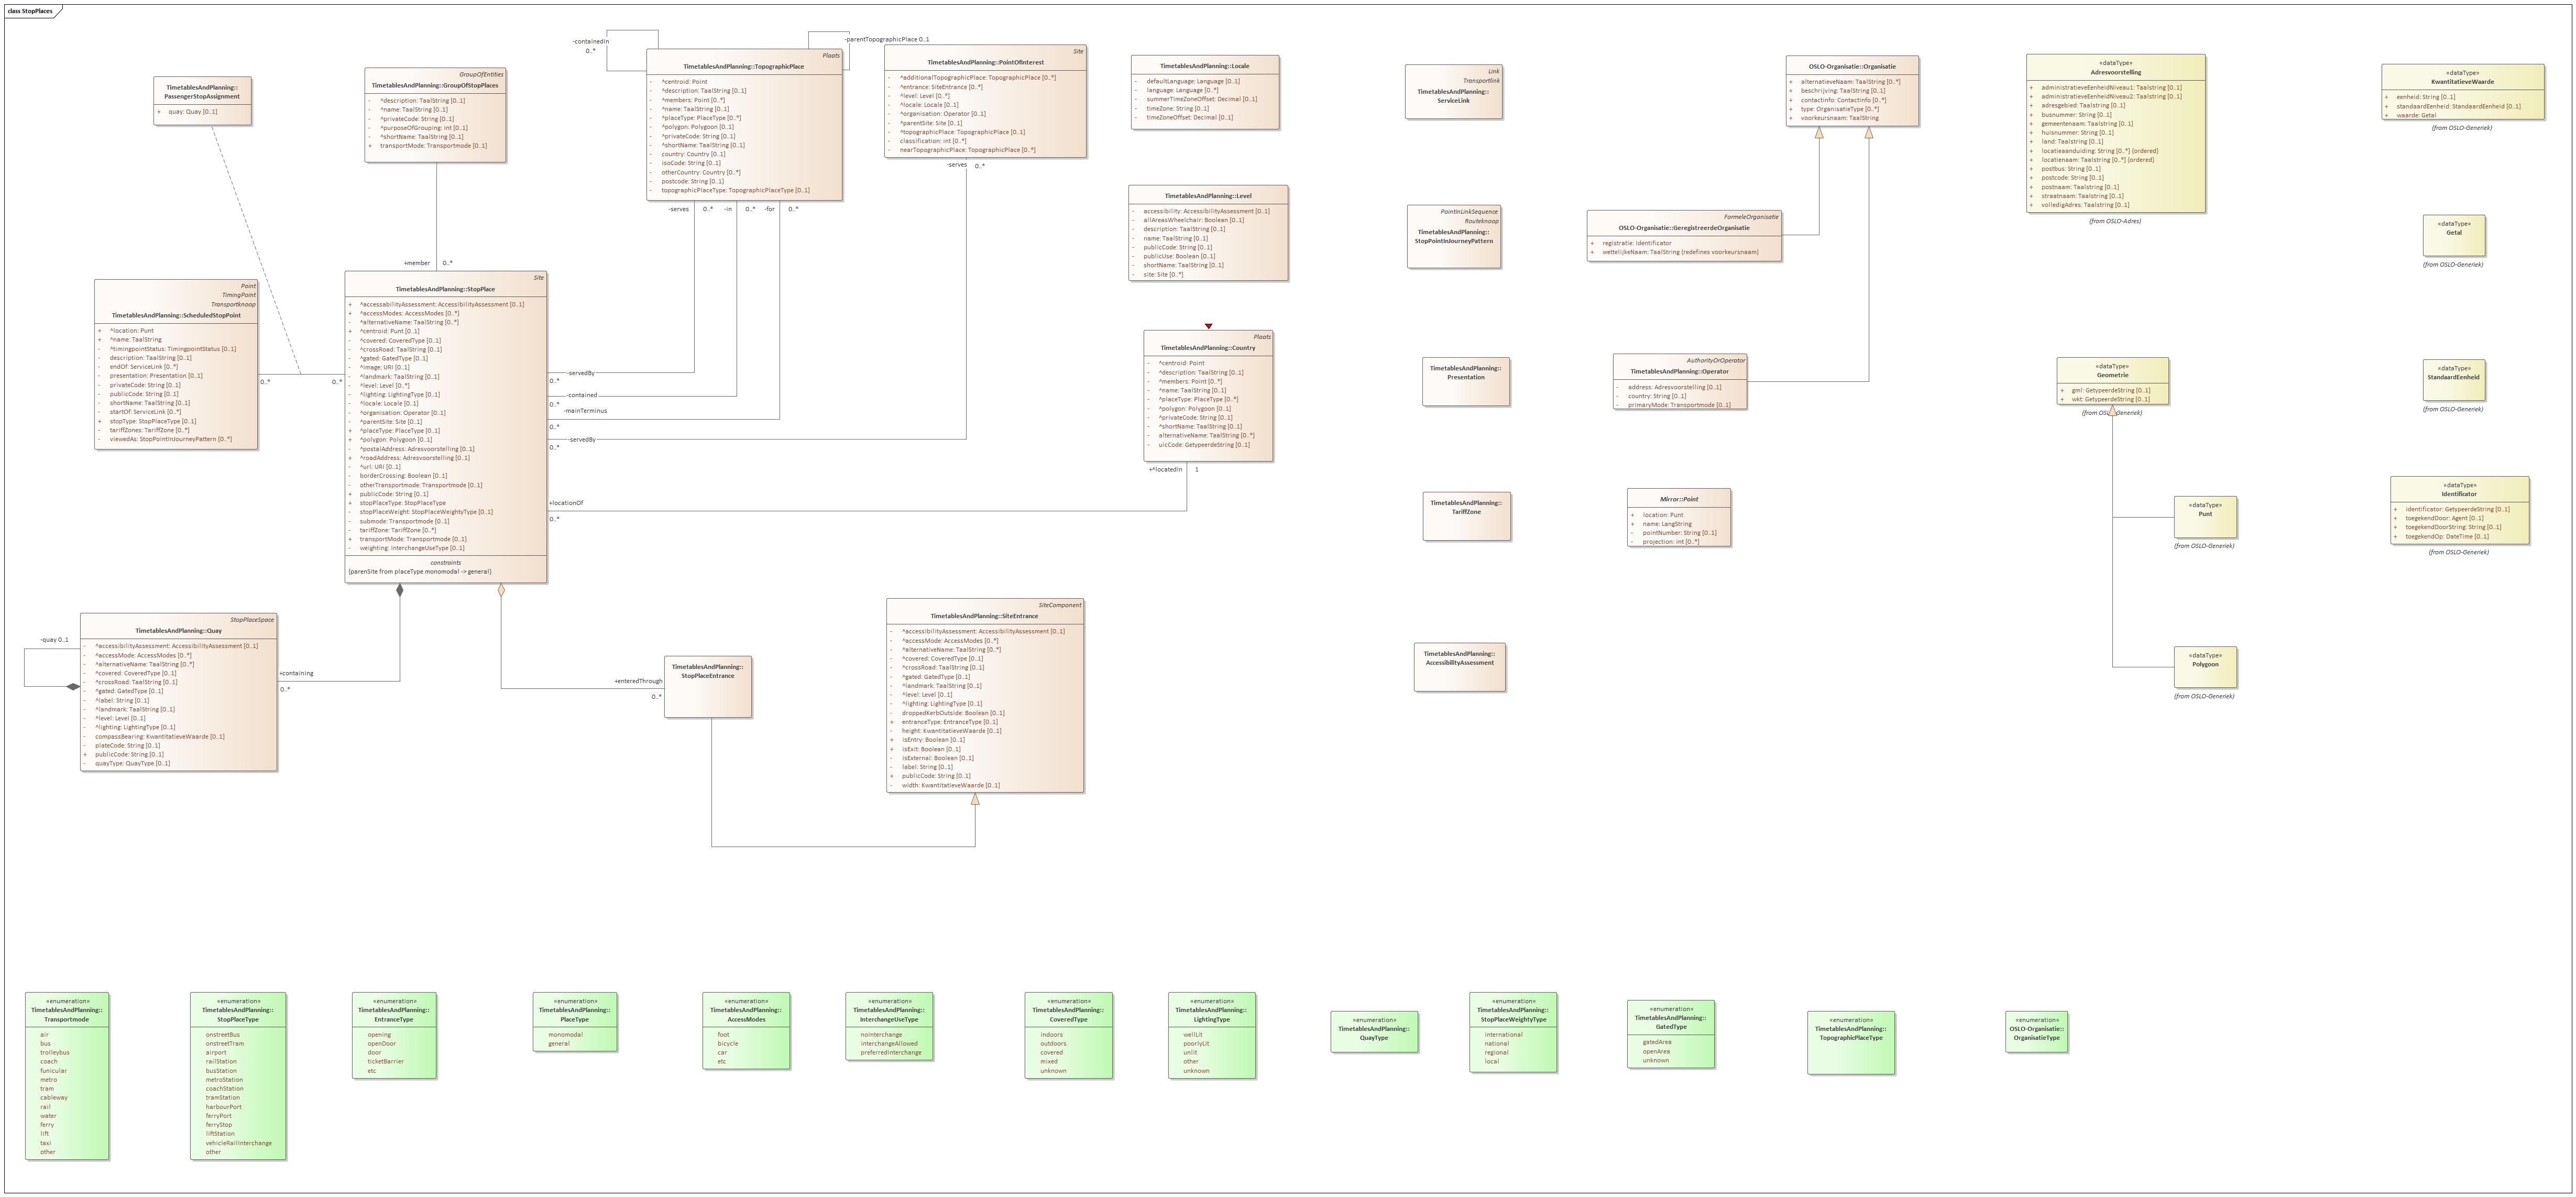 class StopPlaces
-containedIn
0..*
-parentTopographicPlace 0..1
TimetablesAndPlanning::
PassengerStopAssignment
+ quay: Quay [0..1]
GroupOfEntities
TimetablesAndPlanning::GroupOfStopPlaces
- ^description: TaalString [0..1]
- ^name: TaalString [0..1]
- ^privateCode: String [0..1]
- ^purposeOfGrouping: int [0..1]
- ^shortName: TaalString [0..1]
+ transportMode: Transportmode [0..1]
Plaats
TimetablesAndPlanning::TopographicPlace
- ^centroid: Point
- ^description: TaalString [0..1]
- ^members: Point [0..*]
- ^name: TaalString [0..1]
- ^placeType: PlaceType [0..*]
- ^polygon: Polygoon [0..1]
- ^privateCode: String [0..1]
- ^shortName: TaalString [0..1]
- country: Country [0..1]
- isoCode: String [0..1]
- otherCountry: Country [0..*]
- postcode: String [0..1]
- topographicPlaceType: TopographicPlaceType [0..1]
Site
TimetablesAndPlanning::PointOfInterest
- ^additionalTopographicPlace: TopographicPlace [0..*]
- ^entrance: SiteEntrance [0..*]
- ^level: Level [0..*]
- ^locale: Locale [0..1]
- ^organisation: Operator [0..1]
- ^parentSite: Site [0..1]
- ^topographicPlace: TopographicPlace [0..1]
- classification: int [0..*]
- nearTopographicPlace: TopographicPlace [0..*]
TimetablesAndPlanning::Locale
- defaultLanguage: Language [0..1]
- language: Language [0..*]
- summerTimeZoneOffset: Decimal [0..1]
- timeZone: String [0..1]
- timeZoneOffset: Decimal [0..1]
Link
Transportlink
TimetablesAndPlanning::
ServiceLink
OSLO-Organisatie::Organisatie
+ alternatieveNaam: TaalString [0..*]
+ beschrijving: TaalString [0..1]
+ contactinfo: ContactInfo [0..*]
+ type: OrganisatieType [0..*]
+ voorkeursnaam: TaalString
«dataType»
Adresvoorstelling
+ administratieveEenheidNiveau1: Taalstring [0..1]
+ administratieveEenheidNiveau2: Taalstring [0..1]
+ adresgebied: Taalstring [0..1]
+ busnummer: String [0..1]
+ gemeentenaam: Taalstring [0..1]
+ huisnummer: String [0..1]
+ land: Taalstring [0..1]
+ locatieaanduiding: String [0..*] {ordered}
+ locatienaam: Taalstring [0..*] {ordered}
+ postbus: String [0..1]
+ postcode: String [0..1]
+ postnaam: Taalstring [0..1]
+ straatnaam: Taalstring [0..1]
+ volledigAdres: Taalstring [0..1]
(from OSLO-Adres)
«dataType»
KwantitatieveWaarde
+ eenheid: String [0..1]
+ standaardEenheid: StandaardEenheid [0..1]
+ waarde: Getal
(from OSLO-Generiek)
-serves 0..* -in 0..* -for 0..*
-serves 0..*
TimetablesAndPlanning::Level
- accessibility: AccessibilityAssessment [0..1]
- allAreasWheelchair: Boolean [0..1]
- description: TaalString [0..1]
- name: TaalString [0..1]
- publicCode: String [0..1]
- publicUse: Boolean [0..1]
- shortName: TaalString [0..1]
- site: Site [0..*]
PointInLinkSequence
Routeknoop
TimetablesAndPlanning::
StopPointInJourneyPattern
FormeleOrganisatie
OSLO-Organisatie::GeregistreerdeOrganisatie
+ registratie: Identificator
+ wettelijkeNaam: TaalString {redefines voorkeursnaam}
«dataType»
Getal
(from OSLO-Generiek)
+member 0..*
Point
TimingPoint
Transportknoop
TimetablesAndPlanning::ScheduledStopPoint
+ ^location: Punt
+ ^name: TaalString
- ^timingpointStatus: TimingpointStatus [0..1]
- description: TaalString [0..1]
- endOf: ServiceLink [0..*]
- presentation: Presentation [0..1]
- privateCode: String [0..1]
- publicCode: String [0..1]
- shortName: TaalString [0..1]
- startOf: ServiceLink [0..*]
+ stopType: StopPlaceType [0..1]
- tariffZones: TariffZone [0..*]
- viewedAs: StopPointInJourneyPattern [0..*]
0..*
0..*
Site
TimetablesAndPlanning::StopPlace
+ ^accessabilityAssessment: AccessibilityAssessment [0..1]
+ ^accessModes: AccessModes [0..*]
- ^alternativeName: TaalString [0..*]
+ ^centroid: Punt [0..1]
- ^covered: CoveredType [0..1]
- ^crossRoad: TaalString [0..1]
- ^gated: GatedType [0..1]
- ^image: URI [0..1]
- ^landmark: TaalString [0..1]
- ^level: Level [0..*]
- ^lighting: LightingType [0..1]
- ^locale: Locale [0..1]
- ^organisation: Operator [0..1]
- ^parentSite: Site [0..1]
+ ^placeType: PlaceType [0..1]
+ ^polygon: Polygoon [0..1]
- ^postalAddress: Adresvoorstelling [0..1]
+ ^roadAddress: Adresvoorstelling [0..1]
- ^url: URI [0..1]
- borderCrossing: Boolean [0..1]
- otherTransportmode: Transportmode [0..1]
+ publicCode: String [0..1]
+ stopPlaceType: StopPlaceType
- stopPlaceWeight: StopPlaceWeightyType [0..1]
- submode: Transportmode [0..1]
- tariffZone: TariffZone [0..*]
+ transportMode: Transportmode [0..1]
- weighting: InterchangeUseType [0..1]
constraints
{parenSite from placeType monomodal -> general}
-servedBy
0..*
-contained
0..*
-mainTerminus
0..*
-servedBy
0..*
+locationOf
0..*
Plaats
TimetablesAndPlanning::Country
- ^centroid: Point
- ^description: TaalString [0..1]
- ^members: Point [0..*]
- ^name: TaalString [0..1]
- ^placeType: PlaceType [0..*]
- ^polygon: Polygoon [0..1]
- ^privateCode: String [0..1]
- ^shortName: TaalString [0..1]
- alternativeName: TaalString [0..*]
- uicCode: GetypeerdeString [0..1]
+^locatedIn 1
TimetablesAndPlanning::
Presentation
AuthorityOrOperator
TimetablesAndPlanning::Operator
- address: Adresvoorstelling [0..1]
- country: String [0..1]
- primaryMode: Transportmode [0..1]
«dataType»
Geometrie
+ gml: GetypeerdeString [0..1]
+ wkt: GetypeerdeString [0..1]
(from OSLO-Generiek)
«dataType»
StandaardEenheid
(from OSLO-Generiek)
TimetablesAndPlanning::
TariffZone
Mirror::Point
+ location: Punt
+ name: LangString
- pointNumber: String [0..1]
- projection: int [0..*]
«dataType»
Punt
(from OSLO-Generiek)
«dataType»
Identificator
+ identificator: GetypeerdeString [0..1]
+ toegekendDoor: Agent [0..1]
+ toegekendDoorString: String [0..1]
+ toegekendOp: DateTime [0..1]
(from OSLO-Generiek)
StopPlaceSpace
TimetablesAndPlanning::Quay
- ^accessibilityAssessment: AccessibilityAssessment [0..1]
- ^accessMode: AccessModes [0..*]
- ^alternativeName: TaalString [0..*]
- ^covered: CoveredType [0..1]
- ^crossRoad: TaalString [0..1]
- ^gated: GatedType [0..1]
- ^label: String [0..1]
- ^landmark: TaalString [0..1]
- ^level: Level [0..1]
- ^lighting: LightingType [0..1]
- compassBearing: KwantitatieveWaarde [0..1]
- plateCode: String [0..1]
+ publicCode: String [0..1]
- quayType: QuayType [0..1]
-quay 0..1
+containing
0..*
+enteredThrough
0..*
TimetablesAndPlanning::
StopPlaceEntrance
SiteComponent
TimetablesAndPlanning::SiteEntrance
- ^accessibilityAssessment: AccessibilityAssessment [0..1]
- ^accessMode: AccessModes [0..*]
- ^alternativeName: TaalString [0..*]
- ^covered: CoveredType [0..1]
- ^crossRoad: TaalString [0..1]
- ^gated: GatedType [0..1]
- ^landmark: TaalString [0..1]
- ^level: Level [0..1]
- ^lighting: LightingType [0..1]
- droppedKerbOutside: Boolean [0..1]
+ entranceType: EntranceType [0..1]
- height: KwantitatieveWaarde [0..1]
+ isEntry: Boolean [0..1]
+ isExit: Boolean [0..1]
- isExternal: Boolean [0..1]
- label: String [0..1]
+ publicCode: String [0..1]
- width: KwantitatieveWaarde [0..1]
TimetablesAndPlanning::
AccessibilityAssessment
«dataType»
Polygoon
(from OSLO-Generiek)
«enumeration»
TimetablesAndPlanning::
Transportmode
air
bus
trolleybus
coach
funicular
metro
tram
cableway
rail
water
ferry
lift
taxi
other
«enumeration»
TimetablesAndPlanning::
StopPlaceType
onstreetBus
onstreetTram
airport
railStation
busStation
metroStation
coachStation
tramStation
harbourPort
ferryPort
ferryStop
liftStation
vehicleRailInterchange
other
«enumeration»
TimetablesAndPlanning::
EntranceType
opening
openDoor
door
ticketBarrier
etc
«enumeration»
TimetablesAndPlanning::
PlaceType
monomodal
general
«enumeration»
TimetablesAndPlanning::
AccessModes
foot
bicycle
car
etc
«enumeration»
TimetablesAndPlanning::
InterchangeUseType
noInterchange
interchangeAllowed
preferredInterchange
«enumeration»
TimetablesAndPlanning::
CoveredType
indoors
outdoors
covered
mixed
unknown
«enumeration»
TimetablesAndPlanning::
LightingType
wellLit
poorlyLit
unlit
other
unknown
«enumeration»
TimetablesAndPlanning::
QuayType
«enumeration»
TimetablesAndPlanning::
StopPlaceWeightyType
international
national
regional
local
«enumeration»
TimetablesAndPlanning::
GatedType
gatedArea
openArea
unknown
«enumeration»
TimetablesAndPlanning::
TopographicPlaceType
«enumeration»
OSLO-Organisatie::
OrganisatieType